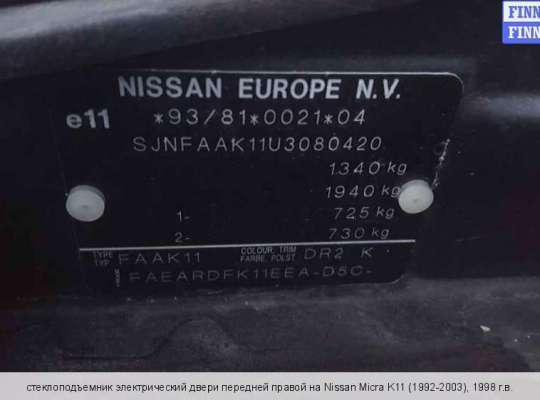 FINN
FINN
NISSAN EUROPE N.V.
e11 *93/81*0021*04
SJNFAAK11U3080420
1340 kg
1940 kg
1- 725 kg
2- 730 kg
TYPE TYP. FAAK11 COLOUR, TRIM FARBE, POLST DR2 K
FAEARDFK11EEA-D5C-
стеклоподъемник электрический двери передней правой на Nissan Micra K11 (1992-2003), 1998 г.в.